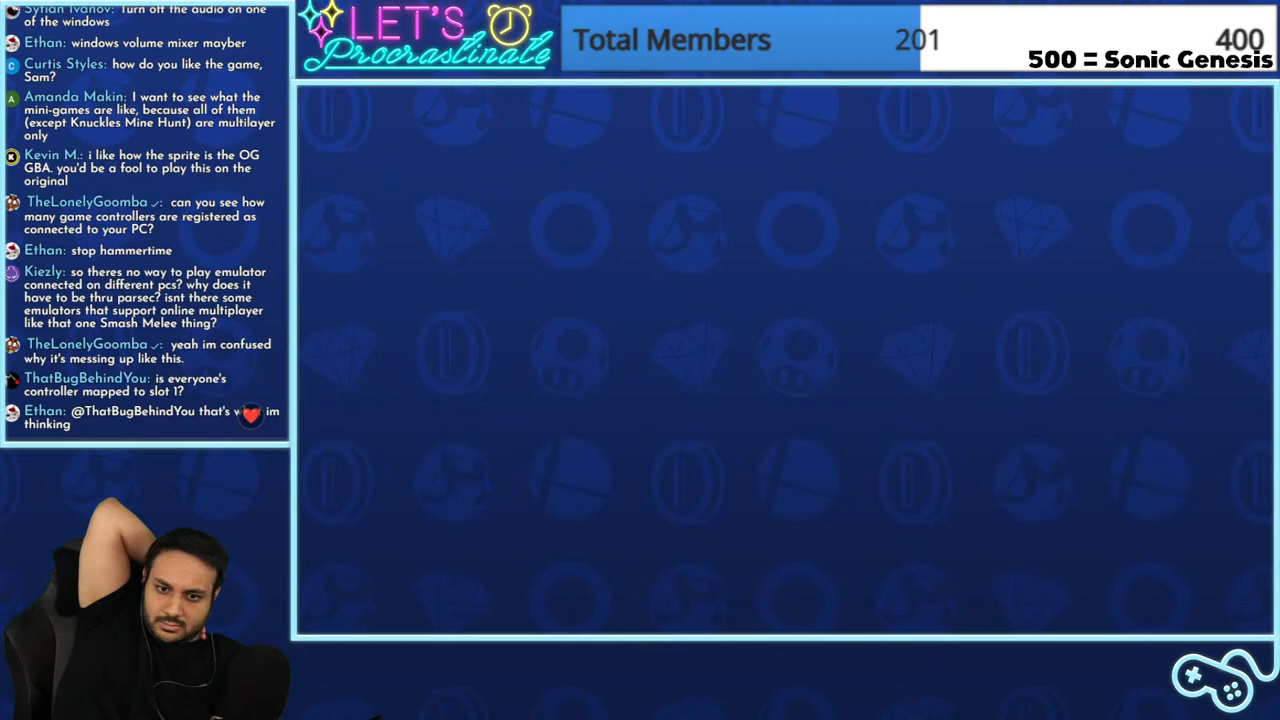 Syfian Ivanov: Turn off the audio on one
of the windows
Ethan: windows volume mixer mayber
Curtis Styles: how do you like the game,
Sam?
Amanda Makin: I want to see what the
mini-games are like, because all of them
(except Knuckles Mine Hunt) are multilayer
only
Kevin M.: i like how the sprite is the OG
GBA. you'd be a fool to play this on the
original
TheLonelyGoomba: can you see how
many game controllers are registered as
connected to your PC?
Ethan: stop hammertime
Kiezly: so theres no way to play emulator
connected on different pcs? why does it
have to be thru parsec? isnt there some
emulators that support online multiplayer
like that one Smash Melee thing?
TheLonelyGoomba: yeah im confused
why it's messing up like this.
ThatBugBehindYou: is everyone's
controller mapped to slot 1?
Ethan: @ThatBugBehindYou that's im
thinking
LET'S
Procrastinate
Total Members 201 400
500 = Sonic Genesis